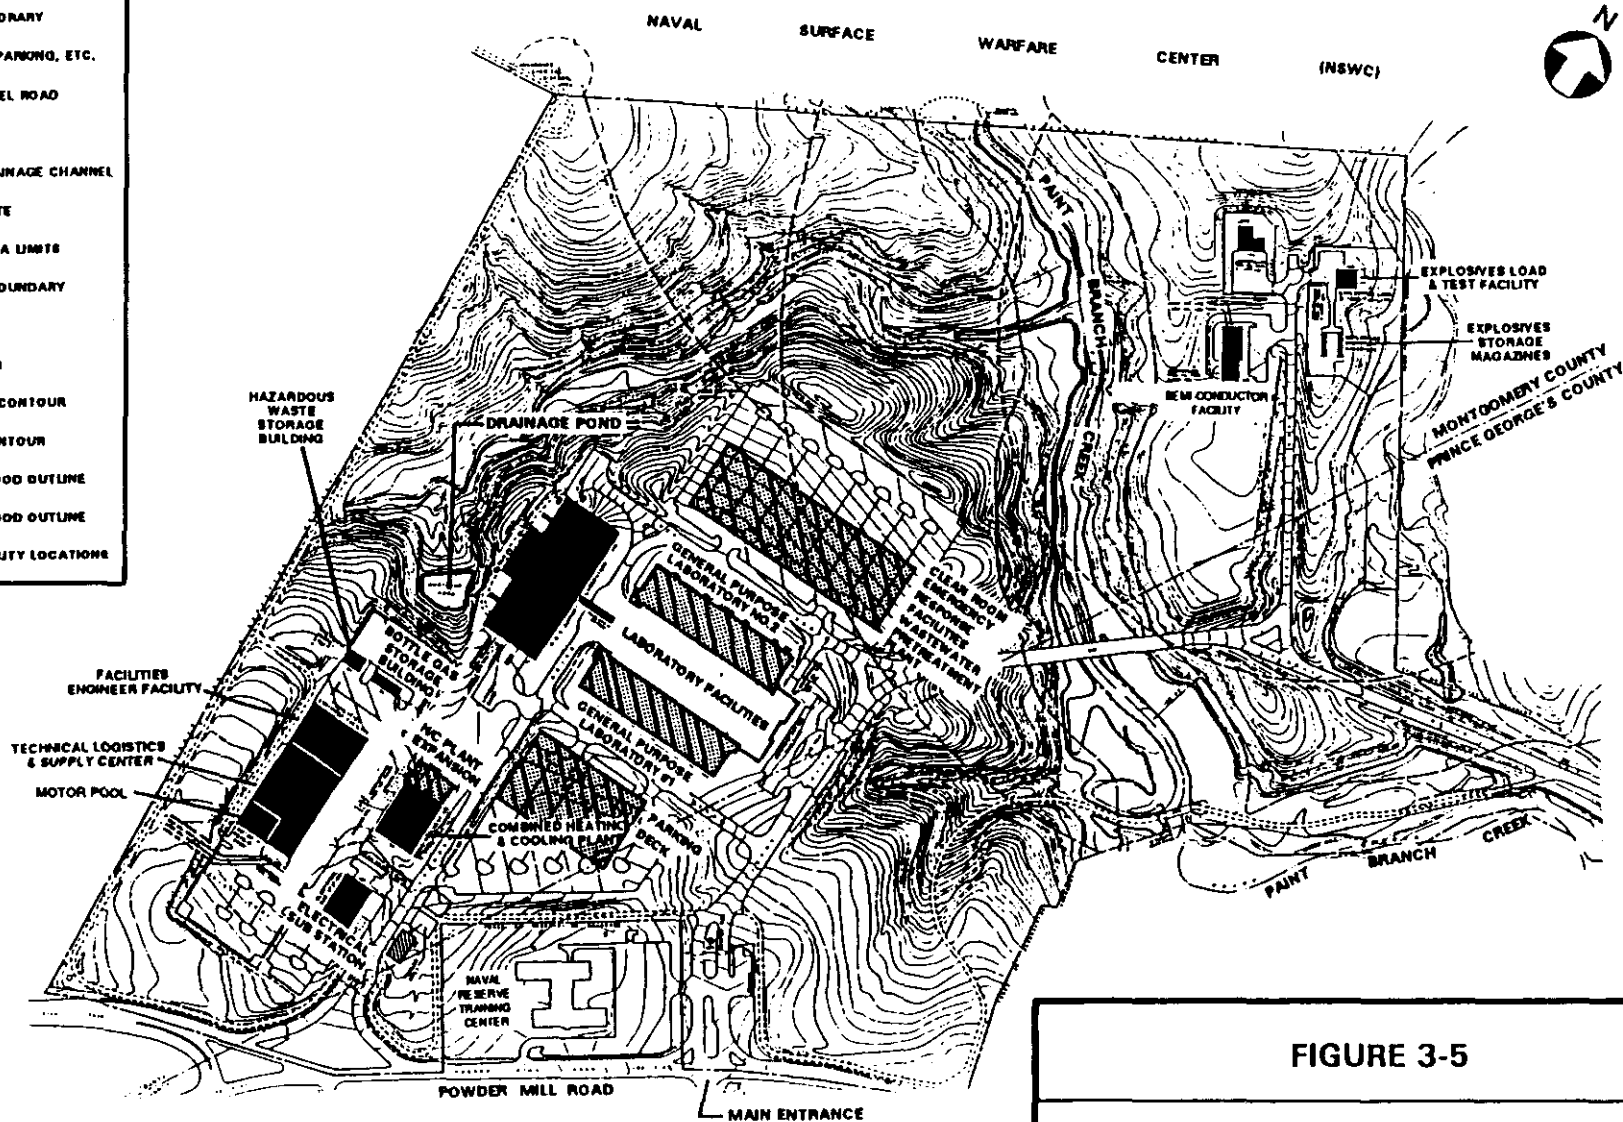 NAVAL SURFACE WARFARE CENTER (NSWC)
N
PARKING, ETC.
EL ROAD
INAGE CHANNEL
TE
A LIMITS
OUNDARY
CONTOUR
NTOUR
OOD OUTLINE
OOD OUTLINE
LITY LOCATIONS
PAINT
BRANCH
CREEK
EXPLOSIVES LOAD
& TEST FACILITY
EXPLOSIVES
STORAGE
MAGAZINES
SEMI CONDUCTOR
FACILITY
MONTGOMERY COUNTY
PRINCE GEORGE'S COUNTY
HAZARDOUS
WASTE
STORAGE
BUILDING
DRAINAGE POND
GENERAL PURPOSE
LABORATORY NO.2
CLEAR ROOM
EMERGENCY
RESPONSE
FACILITIES
WASTEWATER
PRETREATMENT
PLANT
LABORATORY FACILITIES
BOTTLE GAS
STORAGE
BUILDING
GENERAL PURPOSE
LABORATORY #1
FACILITIES
ENGINEER FACILITY
H/C PLANT
EXPANSION
TECHNICAL LOGISTICS
& SUPPLY CENTER
MOTOR POOL
COMBINED HEATING
& COOLING PLANT
PARKING
DECK
PAINT BRANCH CREEK
ELECTRICAL
SUB STATION
NAVAL
RESERVE
TRAINING
CENTER
POWDER MILL ROAD
MAIN ENTRANCE
FIGURE 3-5